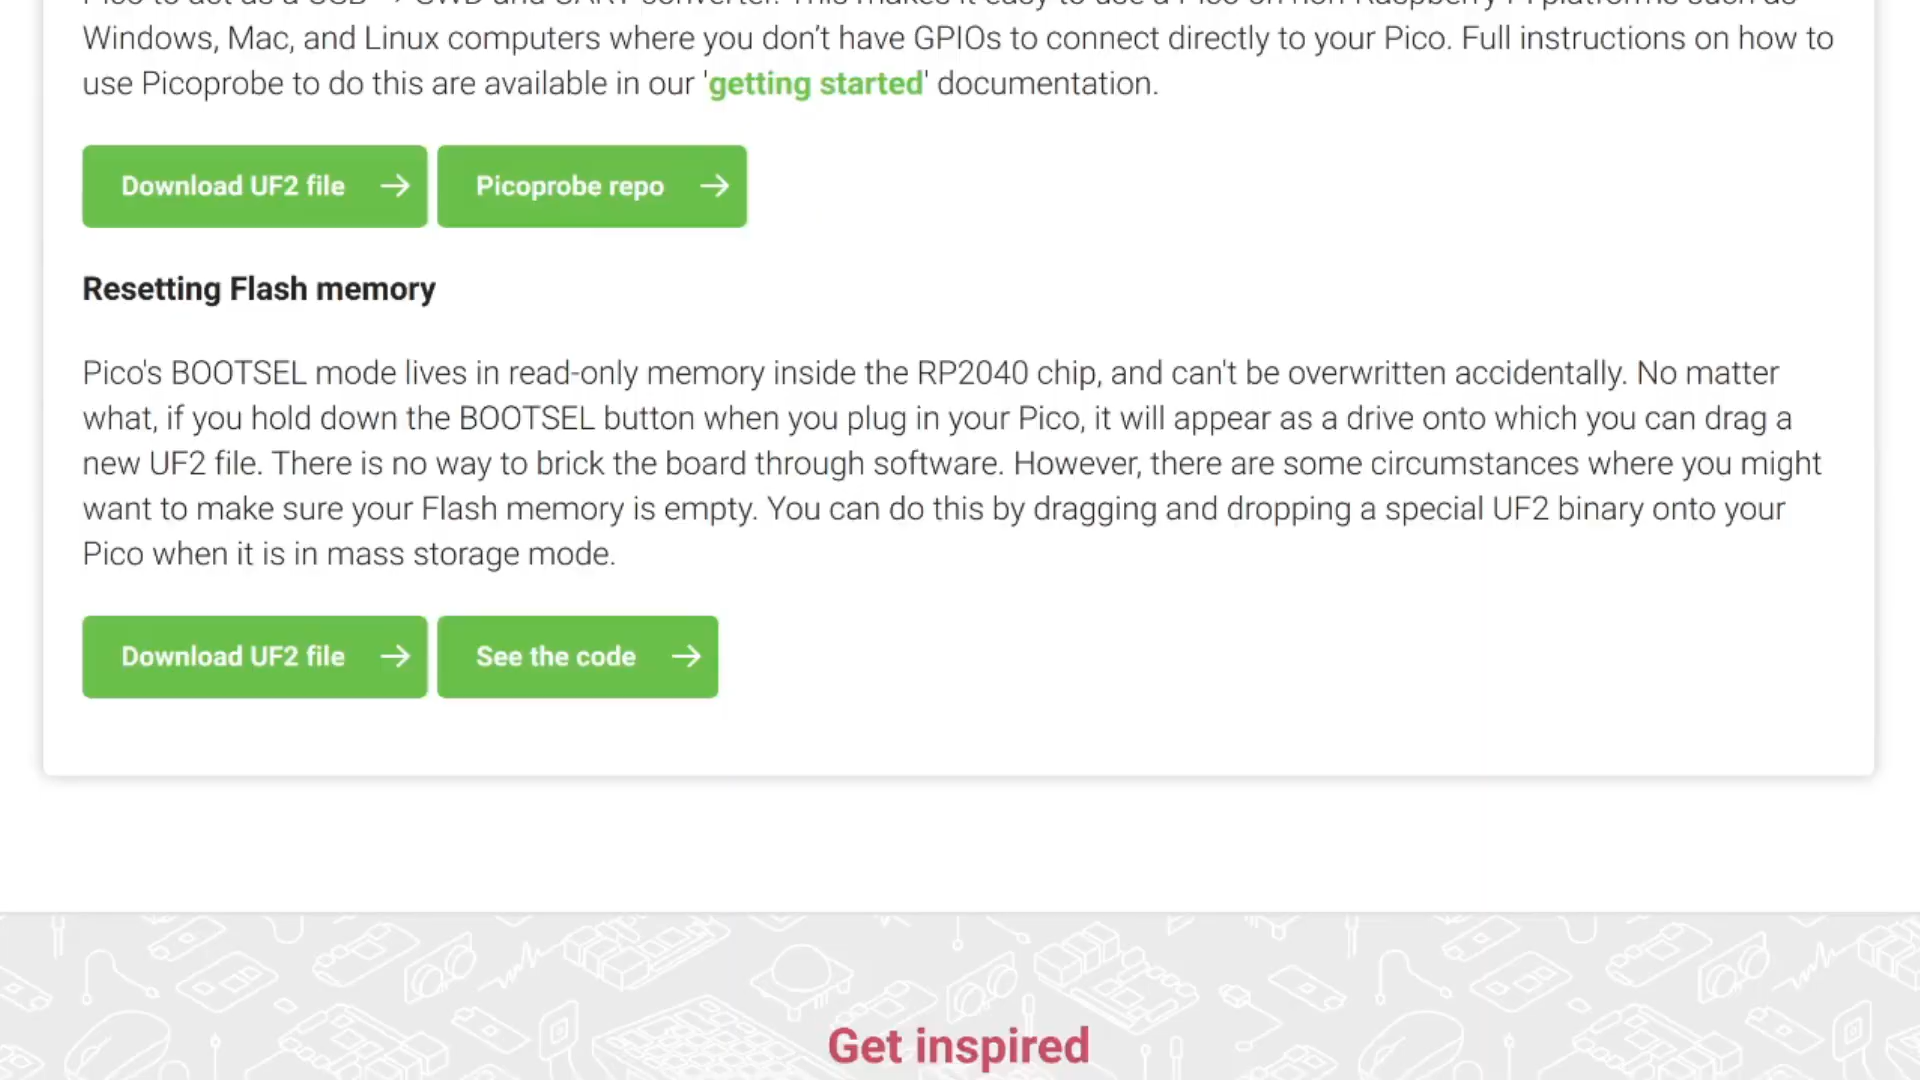 Windows, Mac, and Linux computers where you don’t have GPIOs to connect directly to your Pico. Full instructions on how to
use Picoprobe to do this are available in our 'getting started' documentation.
Download UF2 file
Picoprobe repo
Resetting Flash memory
Pico's BOOTSEL mode lives in read-only memory inside the RP2040 chip, and can't be overwritten accidentally. No matter
what, if you hold down the BOOTSEL button when you plug in your Pico, it will appear as a drive onto which you can drag a
new UF2 file. There is no way to brick the board through software. However, there are some circumstances where you might
want to make sure your Flash memory is empty. You can do this by dragging and dropping a special UF2 binary onto your
Pico when it is in mass storage mode.
Download UF2 file
See the code
Get inspired